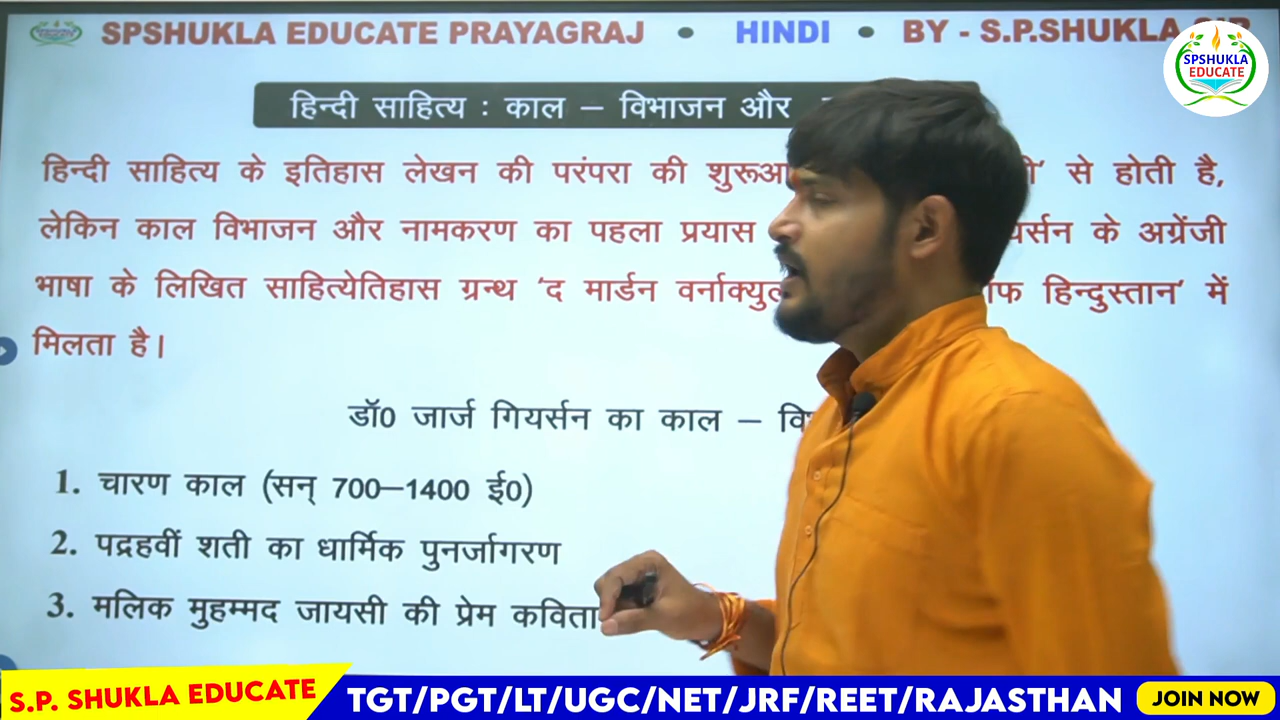 SPSHUKLA EDUCATE PRAYAGRAJ • HINDI • BY - S.P.SHUKLA
SPSHUKLA
EDUCATE
हिन्दी साहित्य : काल – विभाजन और
हिन्दी साहित्य के इतिहास लेखन की परंपरा की शुरूआ से होती है,
लेकिन काल विभाजन और नामकरण का पहला प्रयास यर्सन के अग्रेंजी
भाषा के लिखित साहित्येतिहास ग्रन्थ 'द मार्डन वर्नाक्युल ऑफ हिन्दुस्तान' में
मिलता है।
डॉ0 जार्ज गियर्सन का काल – वि
1. चारण काल (सन् 700–1400 ई0)
2. पद्रहवीं शती का धार्मिक पुनर्जागरण
3. मलिक मुहम्मद जायसी की प्रेम कविता
S.P. SHUKLA EDUCATE
TGT/PGT/LT/UGC/NET/JRF/REET/RAJASTHAN
JOIN NOW